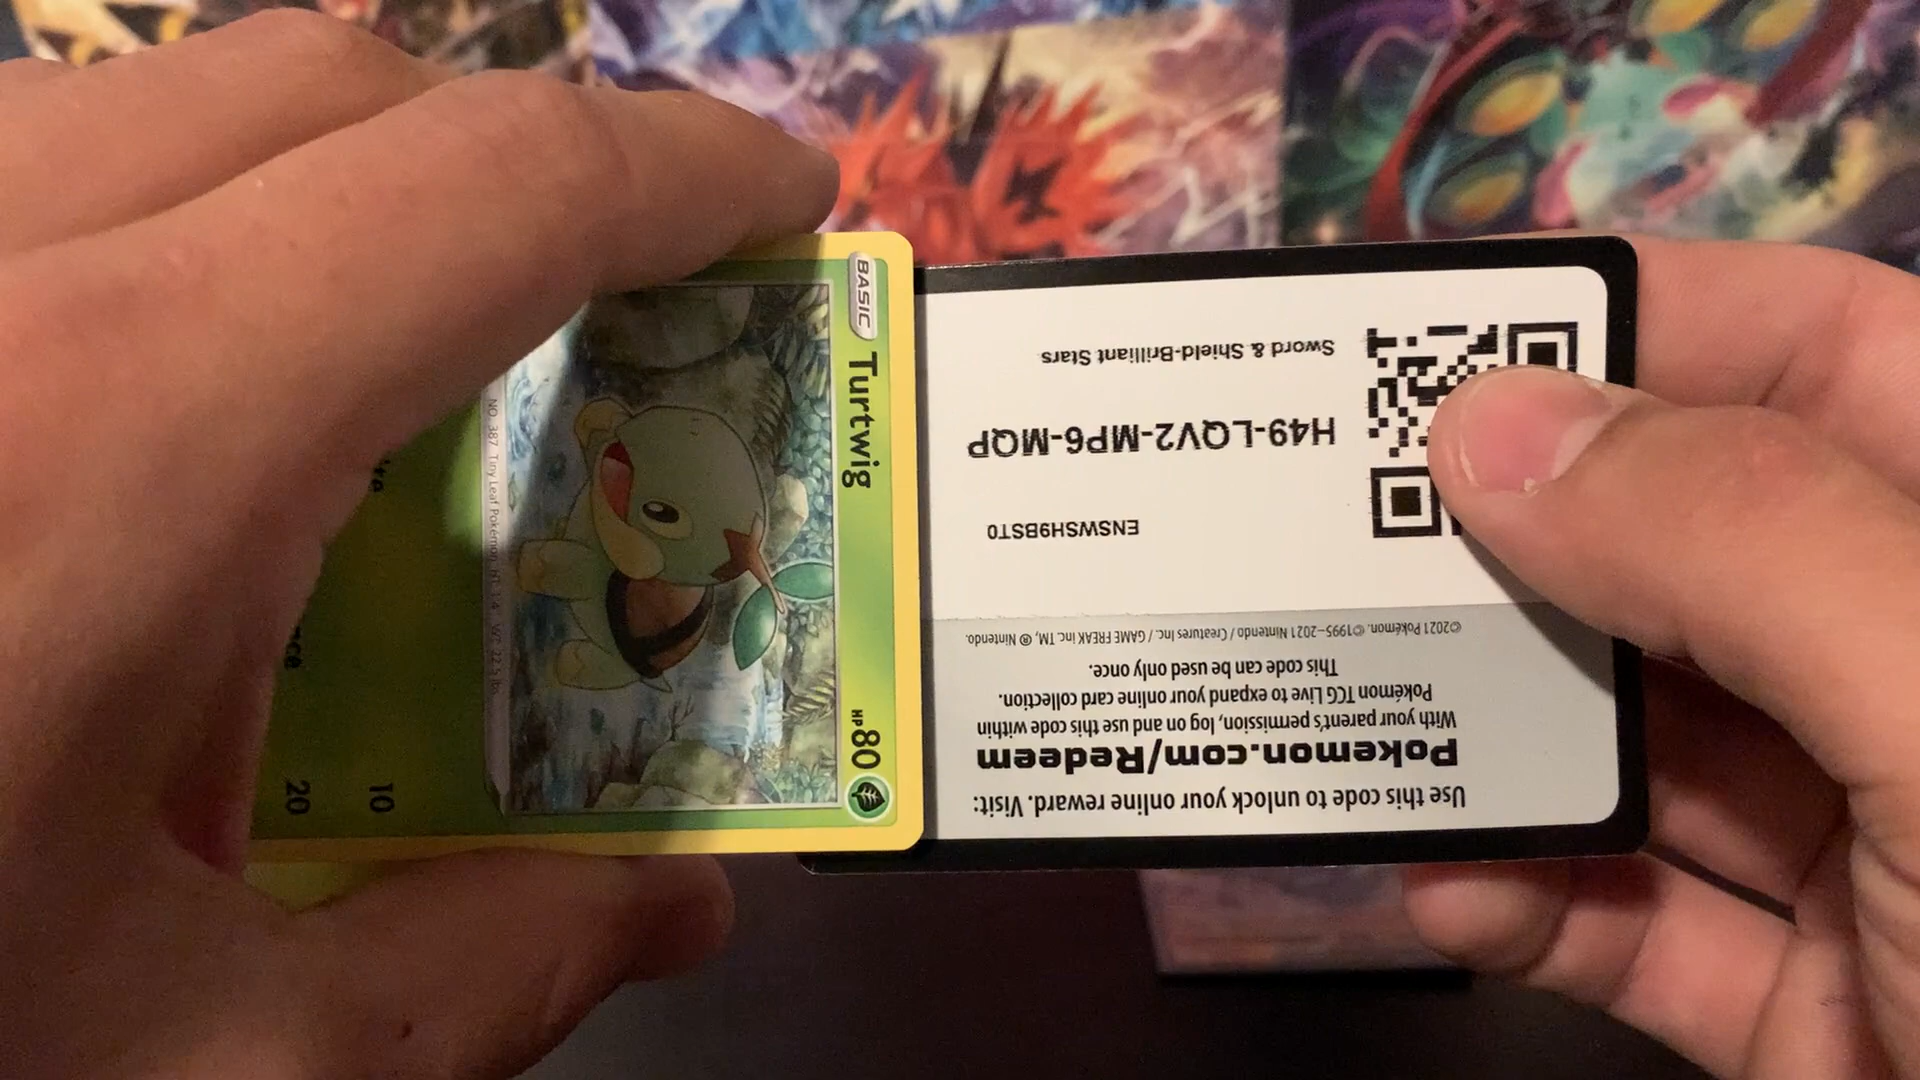 BASIC
Turtwig
HP 80
NO. 387 Tiny Leaf Pokémon HT: 1'4" WT: 22.5 lbs.
10
20
Use this code to unlock your online reward. Visit:
Pokemon.com/Redeem
With your parent's permission, log on and use this code within
Pokémon TCG Live to expand your online card collection.
This code can be used only once.
©2021 Pokémon. ©1995–2021 Nintendo / Creatures Inc. / GAME FREAK inc. TM, ® Nintendo.
ENSWSH9BST0
H49-LQV2-MP6-MQP
Sword & Shield-Brilliant Stars